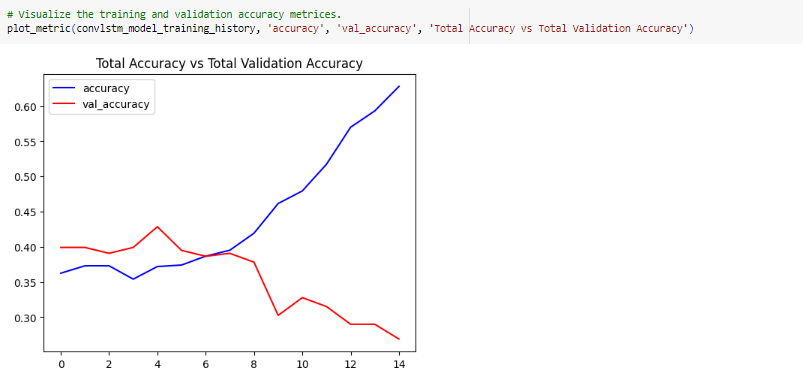 # Visualize the training and validation accuracy metrices.
plot_metric(convlstm_model_training_history, 'accuracy', 'val_accuracy', 'Total Accuracy vs Total Validation Accuracy')
Total Accuracy vs Total Validation Accuracy
accuracy
val_accuracy
0.60
0.55
0.50
0.45
0.40
0.35
0.30
0 2 4 6 8 10 12 14